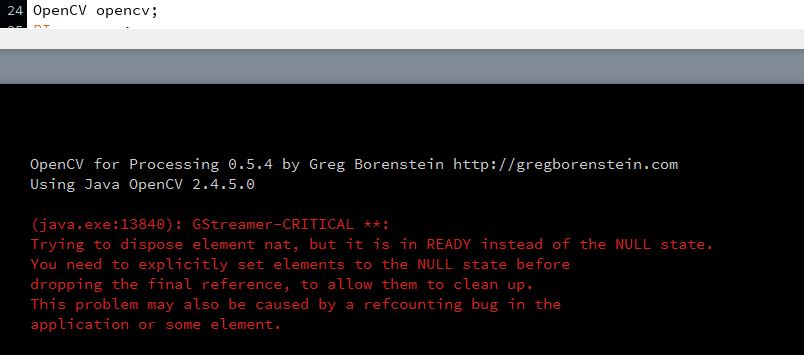 24 OpenCV opencv;
OpenCV for Processing 0.5.4 by Greg Borenstein http://gregborenstein.com
Using Java OpenCV 2.4.5.0
(java.exe:13840): GStreamer-CRITICAL **:
Trying to dispose element nat, but it is in READY instead of the NULL state.
You need to explicitly set elements to the NULL state before
dropping the final reference, to allow them to clean up.
This problem may also be caused by a refcounting bug in the
application or some element.